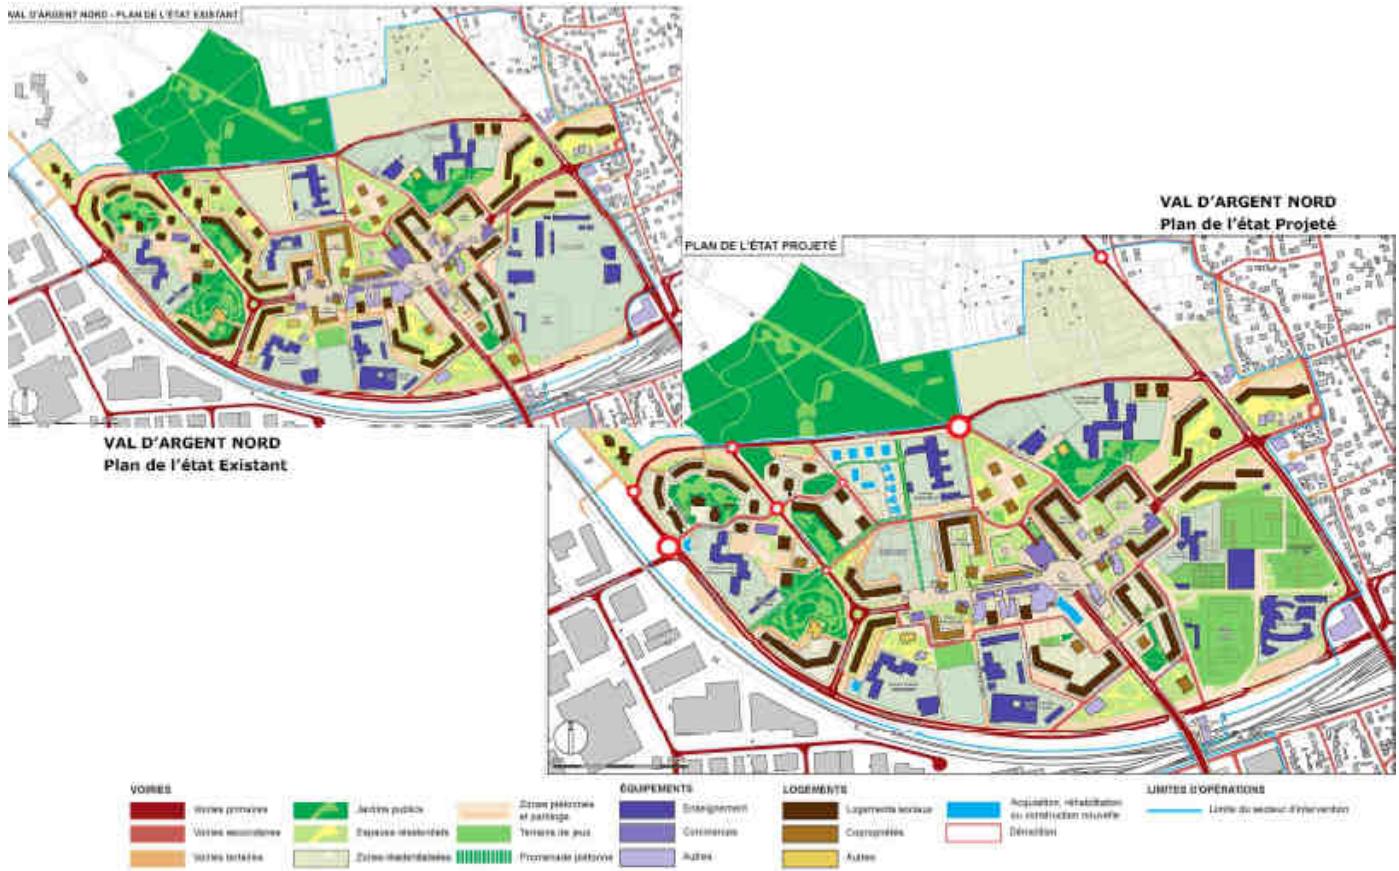 VAL D'ARGENT NORD - PLAN DE L'ÉTAT EXISTANT
VAL D'ARGENT NORD
Plan de l'état Projeté
PLAN DE L'ÉTAT PROJETÉ
VAL D'ARGENT NORD
Plan de l'état Existant
VOIRIES
Voiries primaires
Voiries secondaires
Voiries tertiaires
Jardins publics
Espaces résidentiels
Zones résidentialisées
Zones piétonnes
et parkings
Terrains de jeux
Promenade piétonne
ÉQUIPEMENTS
Enseignement
Commerces
Autres
LOGEMENTS
Logements sociaux
Copropriétés
Autres
Acquisition, réhabilitation
ou construction nouvelle
Démolition
LIMITES D'OPÉRATIONS
Limite du secteur d'intervention